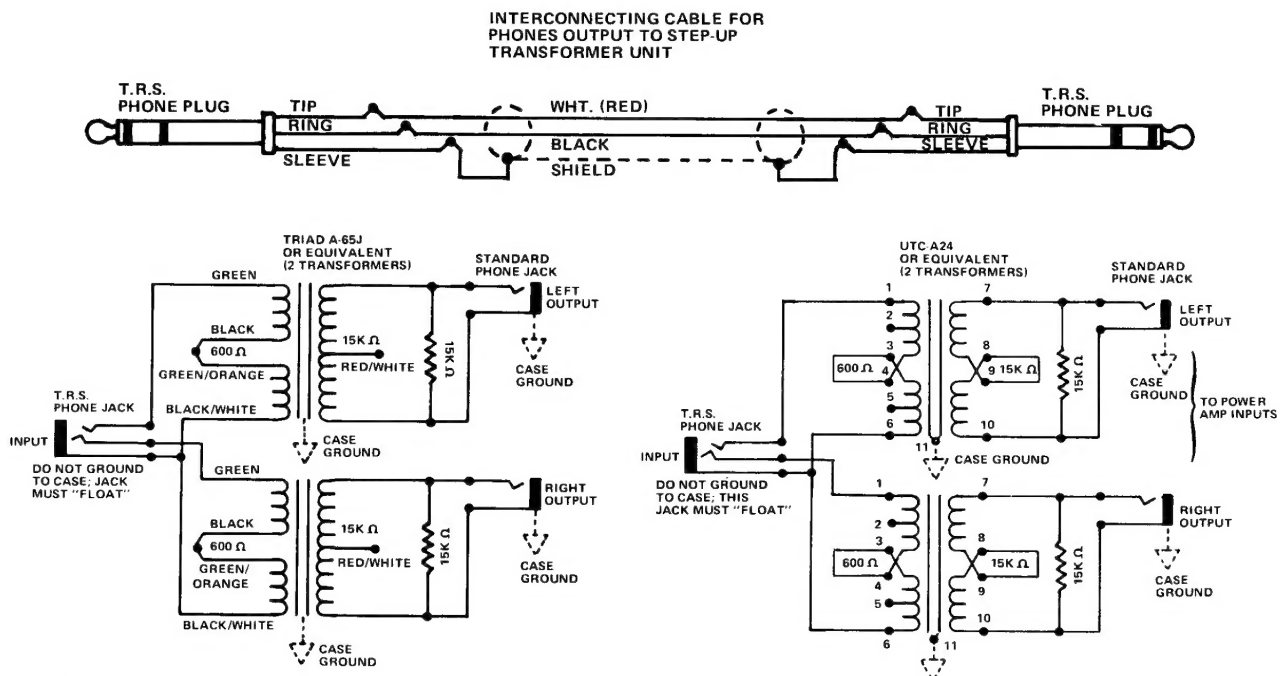 INTERCONNECTING CABLE FOR
PHONES OUTPUT TO STEP-UP
TRANSFORMER UNIT
T.R.S.
PHONE PLUG
TIP
RING
SLEEVE
WHT. (RED)
BLACK
SHIELD
TIP
RING
SLEEVE
T.R.S.
PHONE PLUG
TRIAD A-65J
OR EQUIVALENT
(2 TRANSFORMERS)
STANDARD
PHONE JACK
GREEN
LEFT
OUTPUT
BLACK
600 Ω
GREEN/ORANGE
15K Ω
RED/WHITE
15K Ω
CASE
GROUND
BLACK/WHITE
T.R.S.
PHONE JACK
INPUT
DO NOT GROUND
TO CASE; JACK
MUST "FLOAT"
CASE
GROUND
GREEN
RIGHT
OUTPUT
BLACK
600 Ω
GREEN/
ORANGE
15K Ω
RED/WHITE
15K Ω
CASE
GROUND
BLACK/WHITE
CASE
GROUND
UTC-A24
OR EQUIVALENT
(2 TRANSFORMERS)
STANDARD
PHONE JACK
1
2
3
4
5
6
600 Ω
7
8
9
10
15K Ω
15K Ω
11
LEFT
OUTPUT
CASE
GROUND
TO POWER
AMP INPUTS
T.R.S.
PHONE JACK
INPUT
DO NOT GROUND
TO CASE; THIS
JACK MUST "FLOAT"
CASE GROUND
1
2
3
4
5
6
600 Ω
7
8
9
10
15K Ω
15K Ω
11
RIGHT
OUTPUT
CASE
GROUND